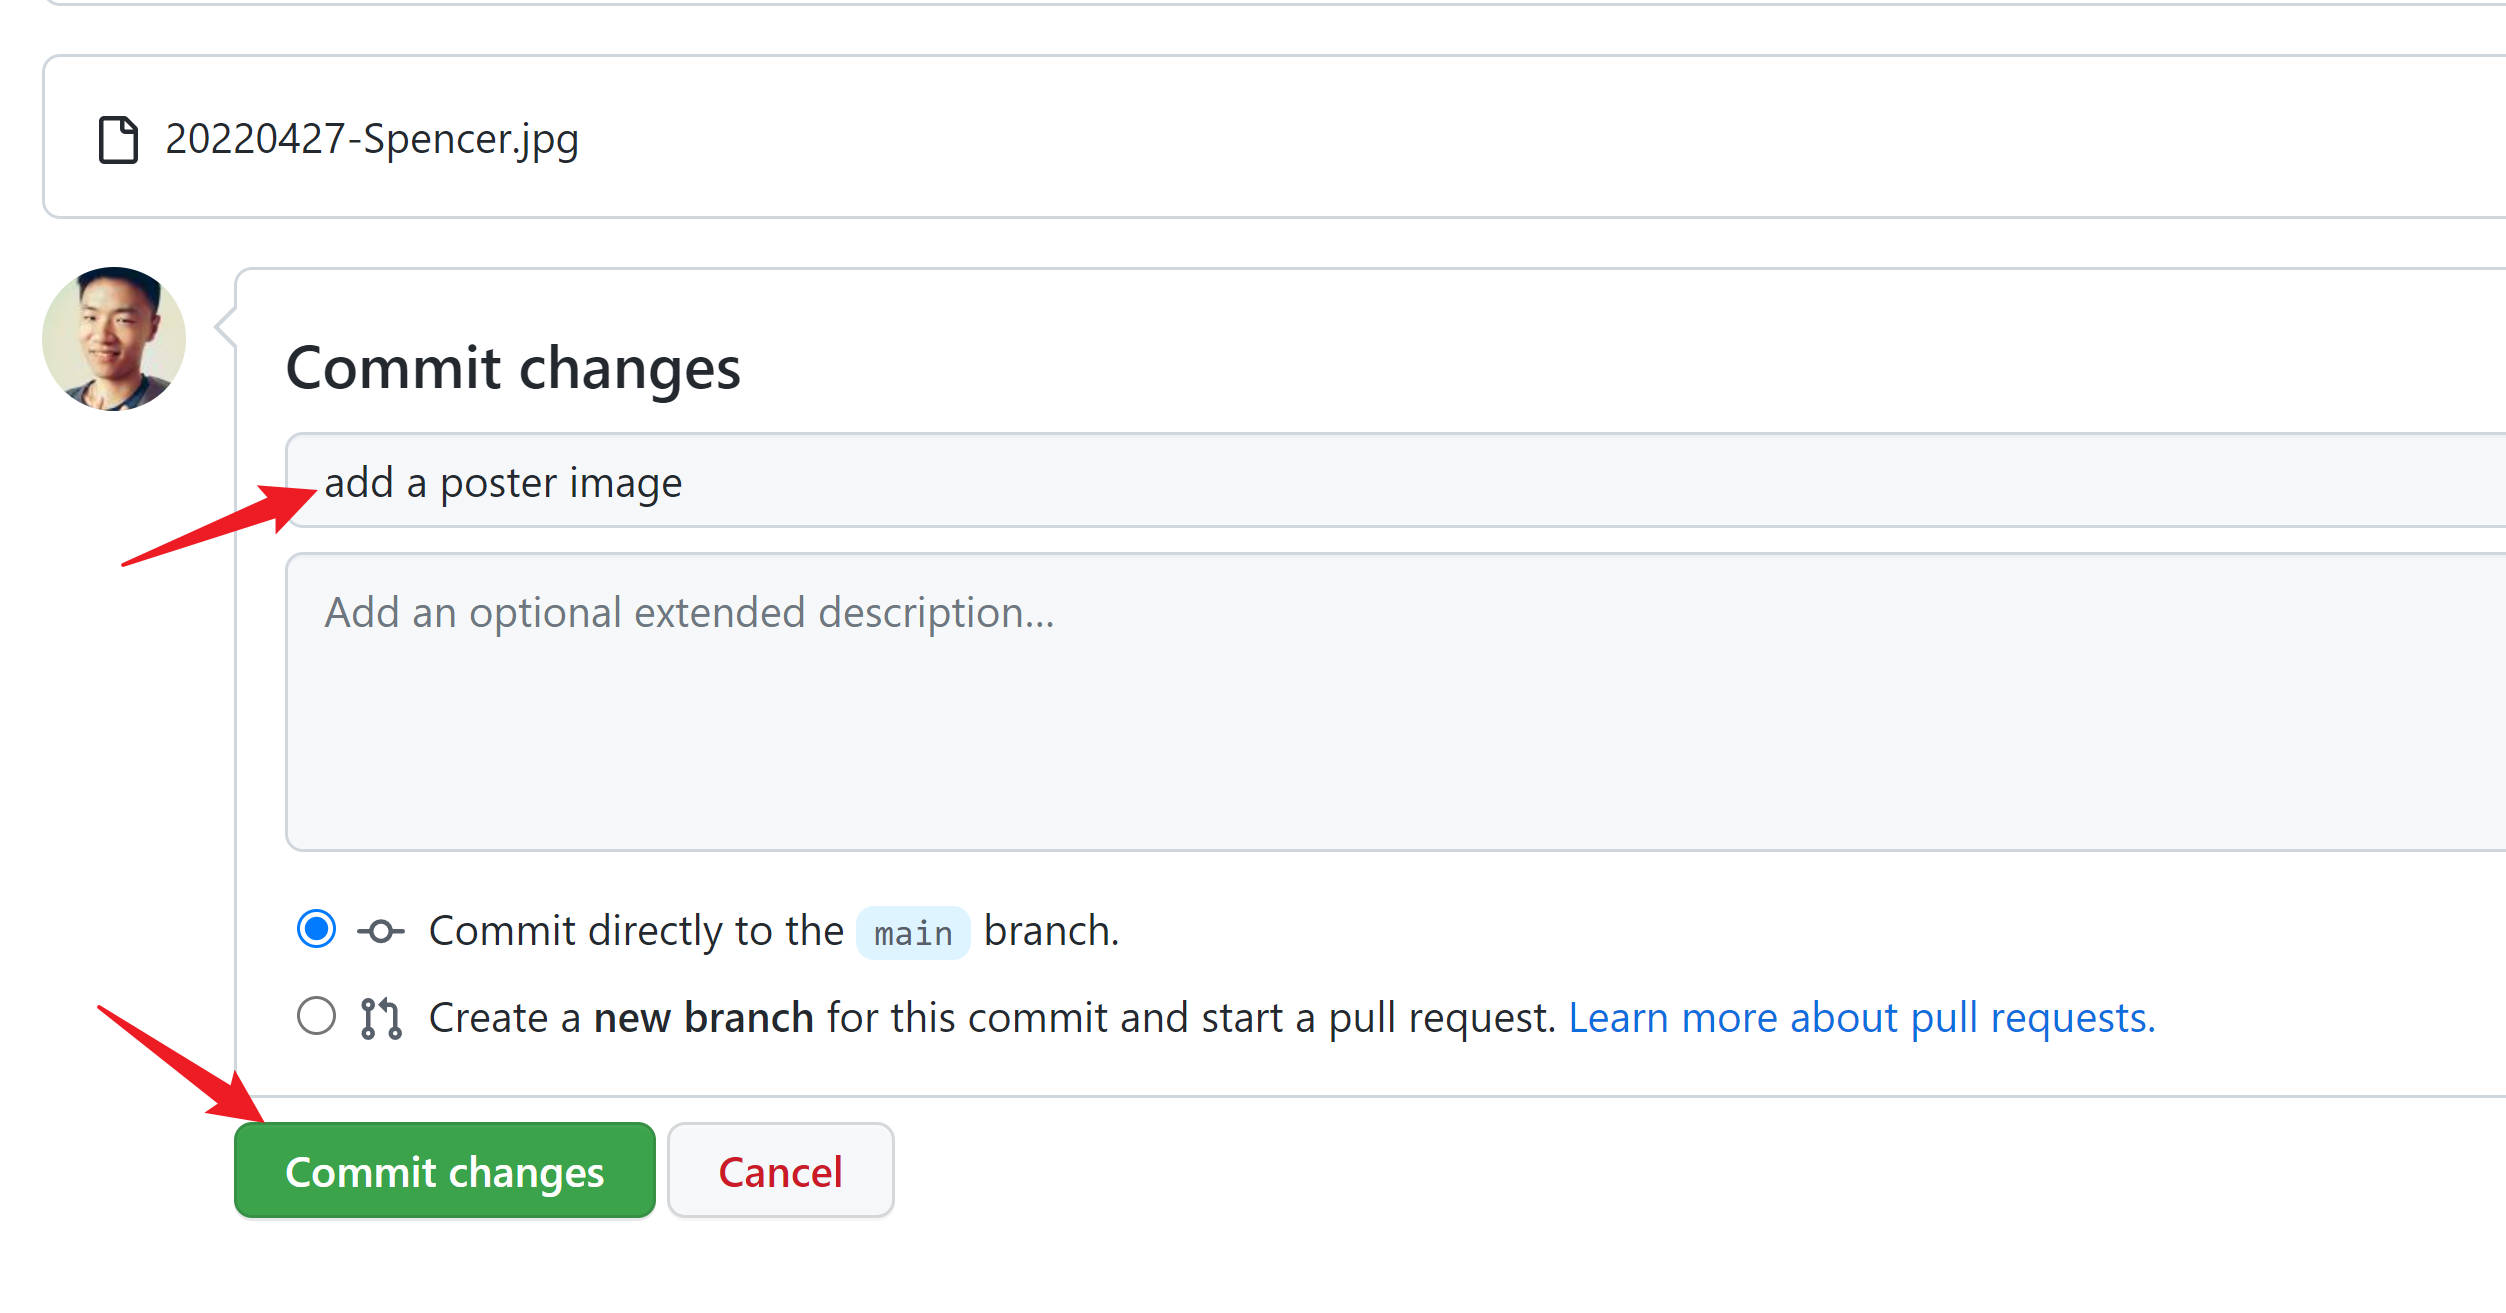 20220427-Spencer.jpg
Commit changes
add a poster image
Add an optional extended description...
Commit directly to the main branch.
Create a new branch for this commit and start a pull request. Learn more about pull requests.
Commit changes Cancel